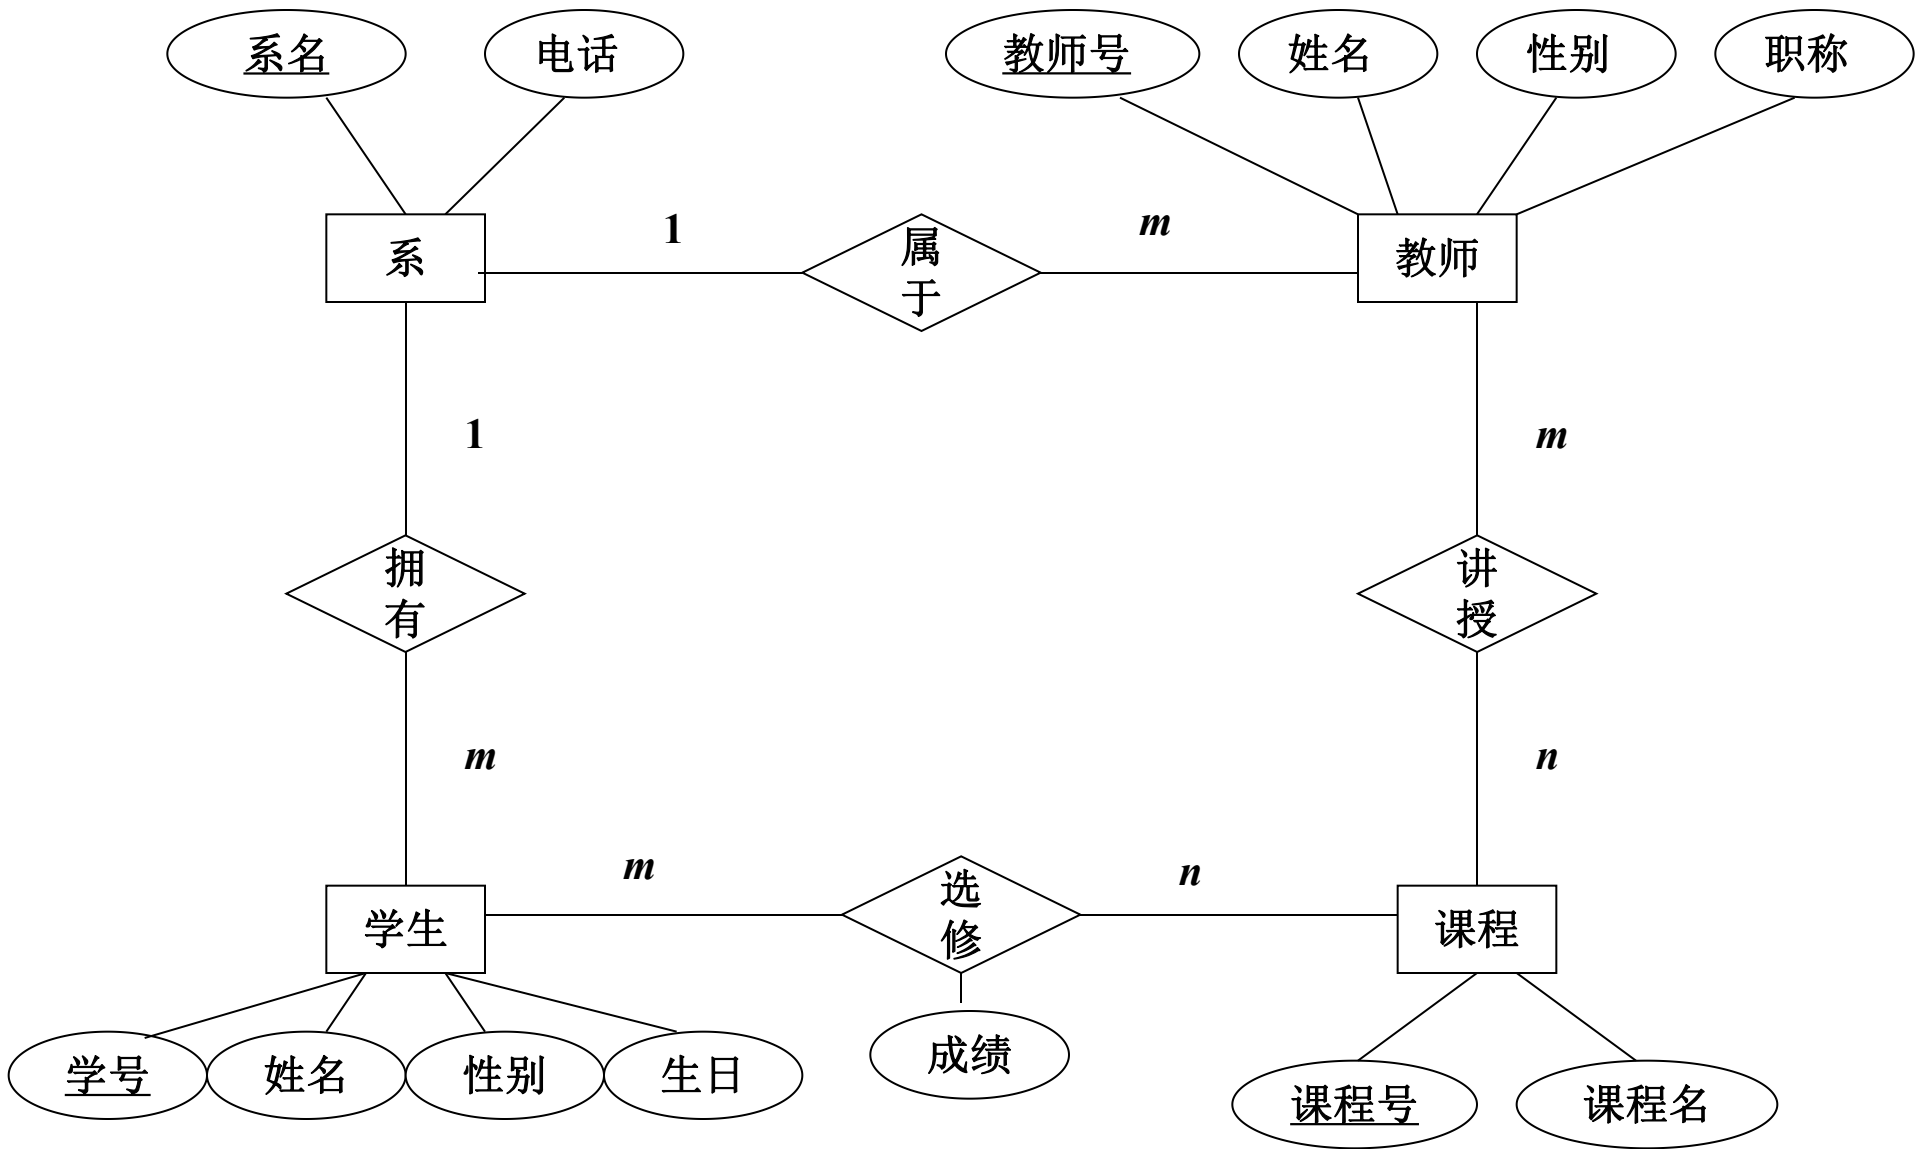 系名
电话
教师号
姓名
性别
职称
系
1
属
于
m
教师
1
m
拥
有
讲
授
m
n
学生
m
选
修
n
课程
成绩
学号
姓名
性别
生日
课程号
课程名